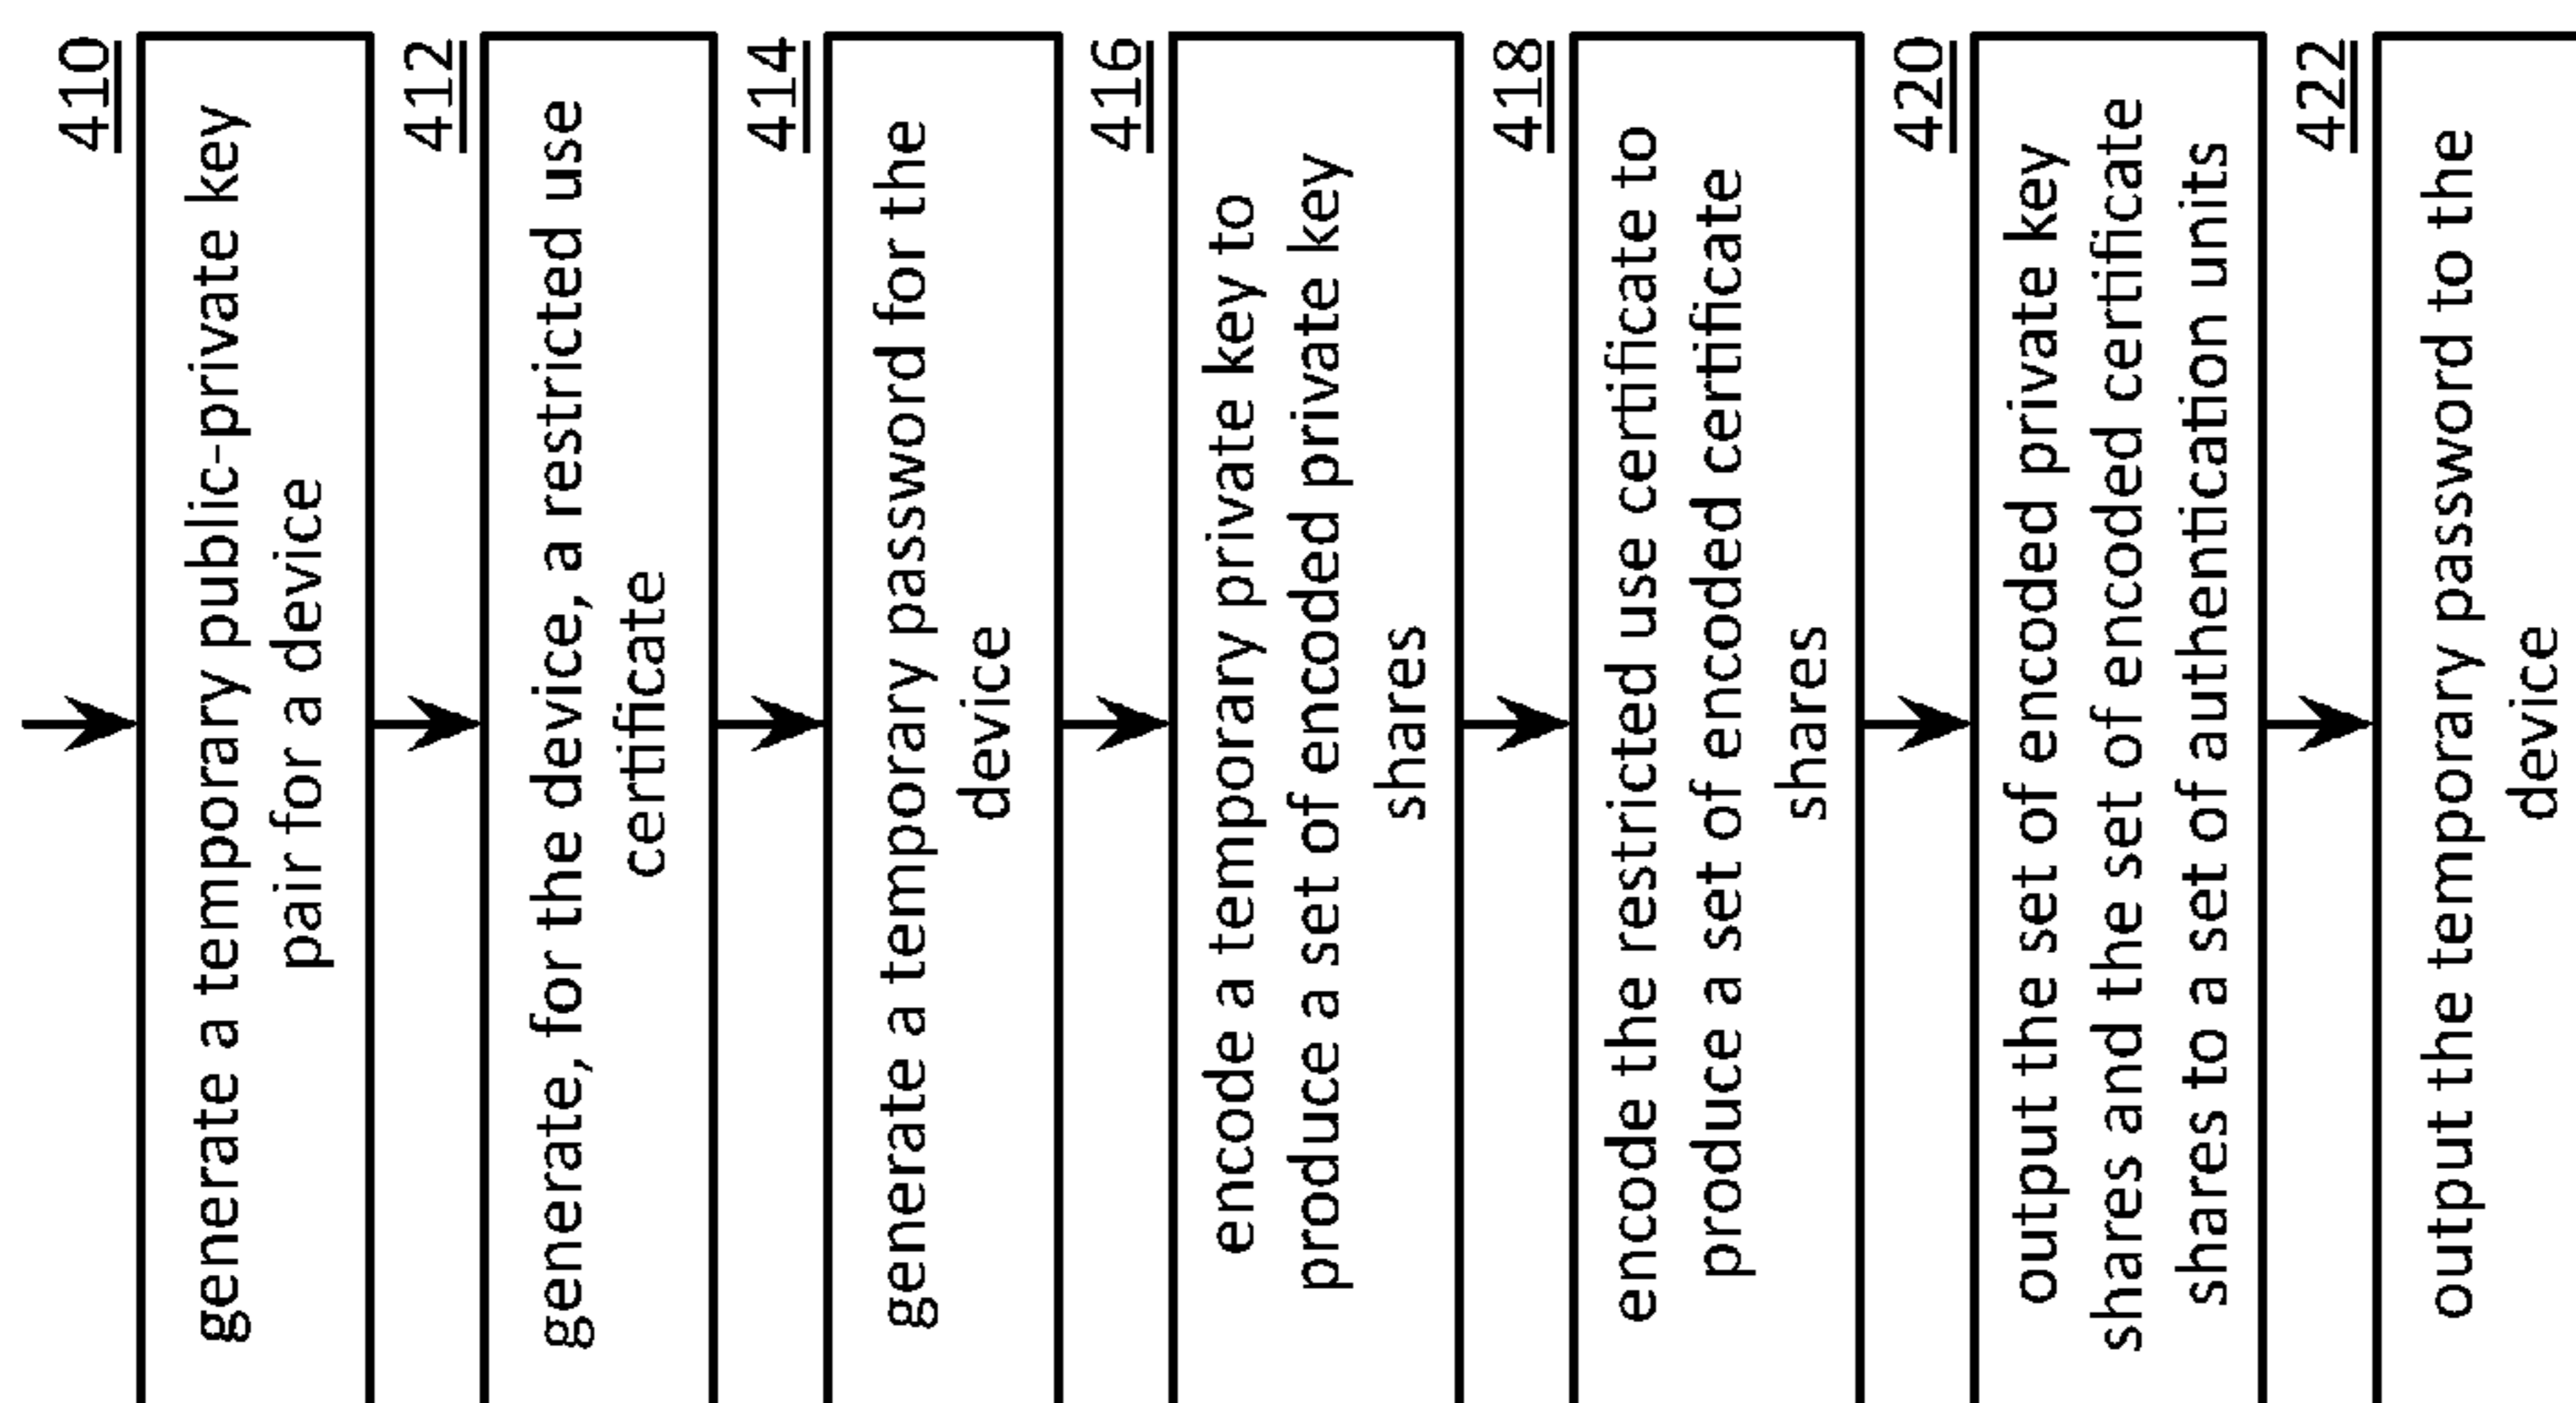 410
generate a temporary public-private key
pair for a device
412
generate, for the device, a restricted use
certificate
414
generate a temporary password for the
device
416
encode a temporary private key to
produce a set of encoded private key
shares
418
encode the restricted use certificate to
produce a set of encoded certificate
shares
420
output the set of encoded private key
shares and the set of encoded certificate
shares to a set of authentication units
422
output the temporary password to the
device